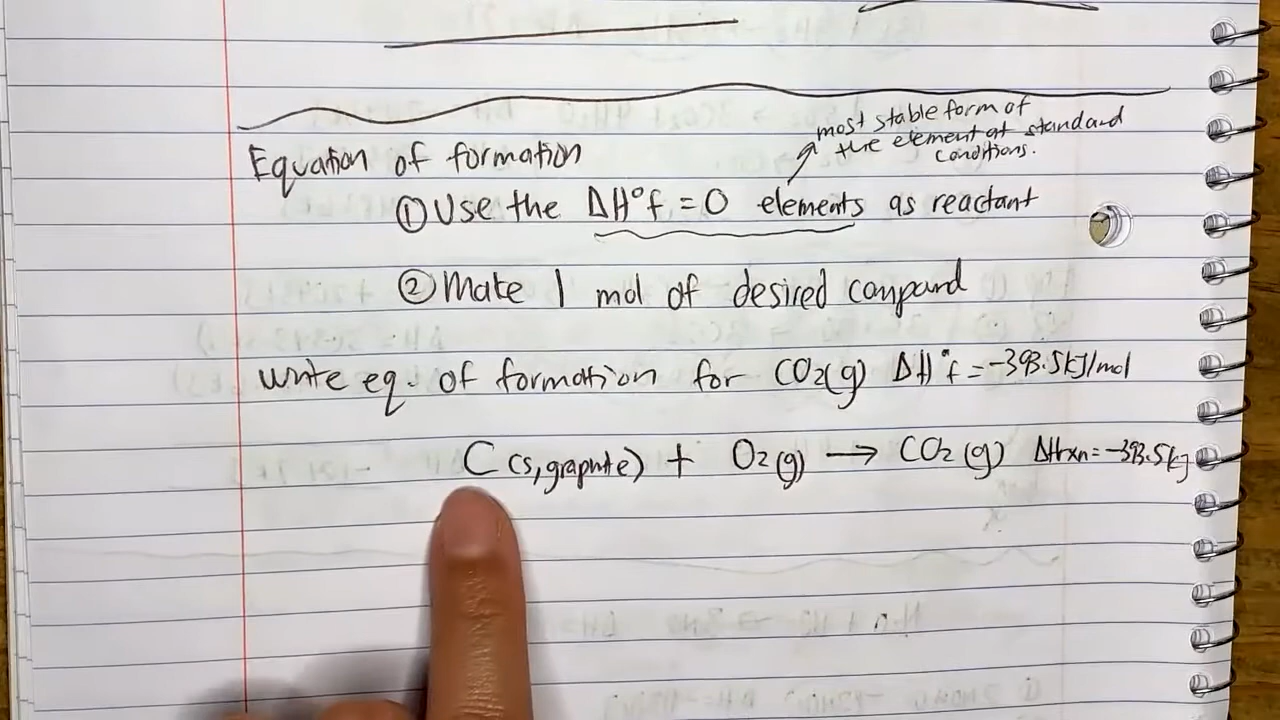 most stable form of
the element at standard
conditions.
Equation of formation
① Use the ΔH°f = 0 elements as reactant
② Make 1 mol of desired compound
Write eq. of formation for CO2(g) ΔH°f = -393.5kJ/mol
C (s, graphite) + O2 (g) → CO2 (g) ΔHrxn = -393.5kJ